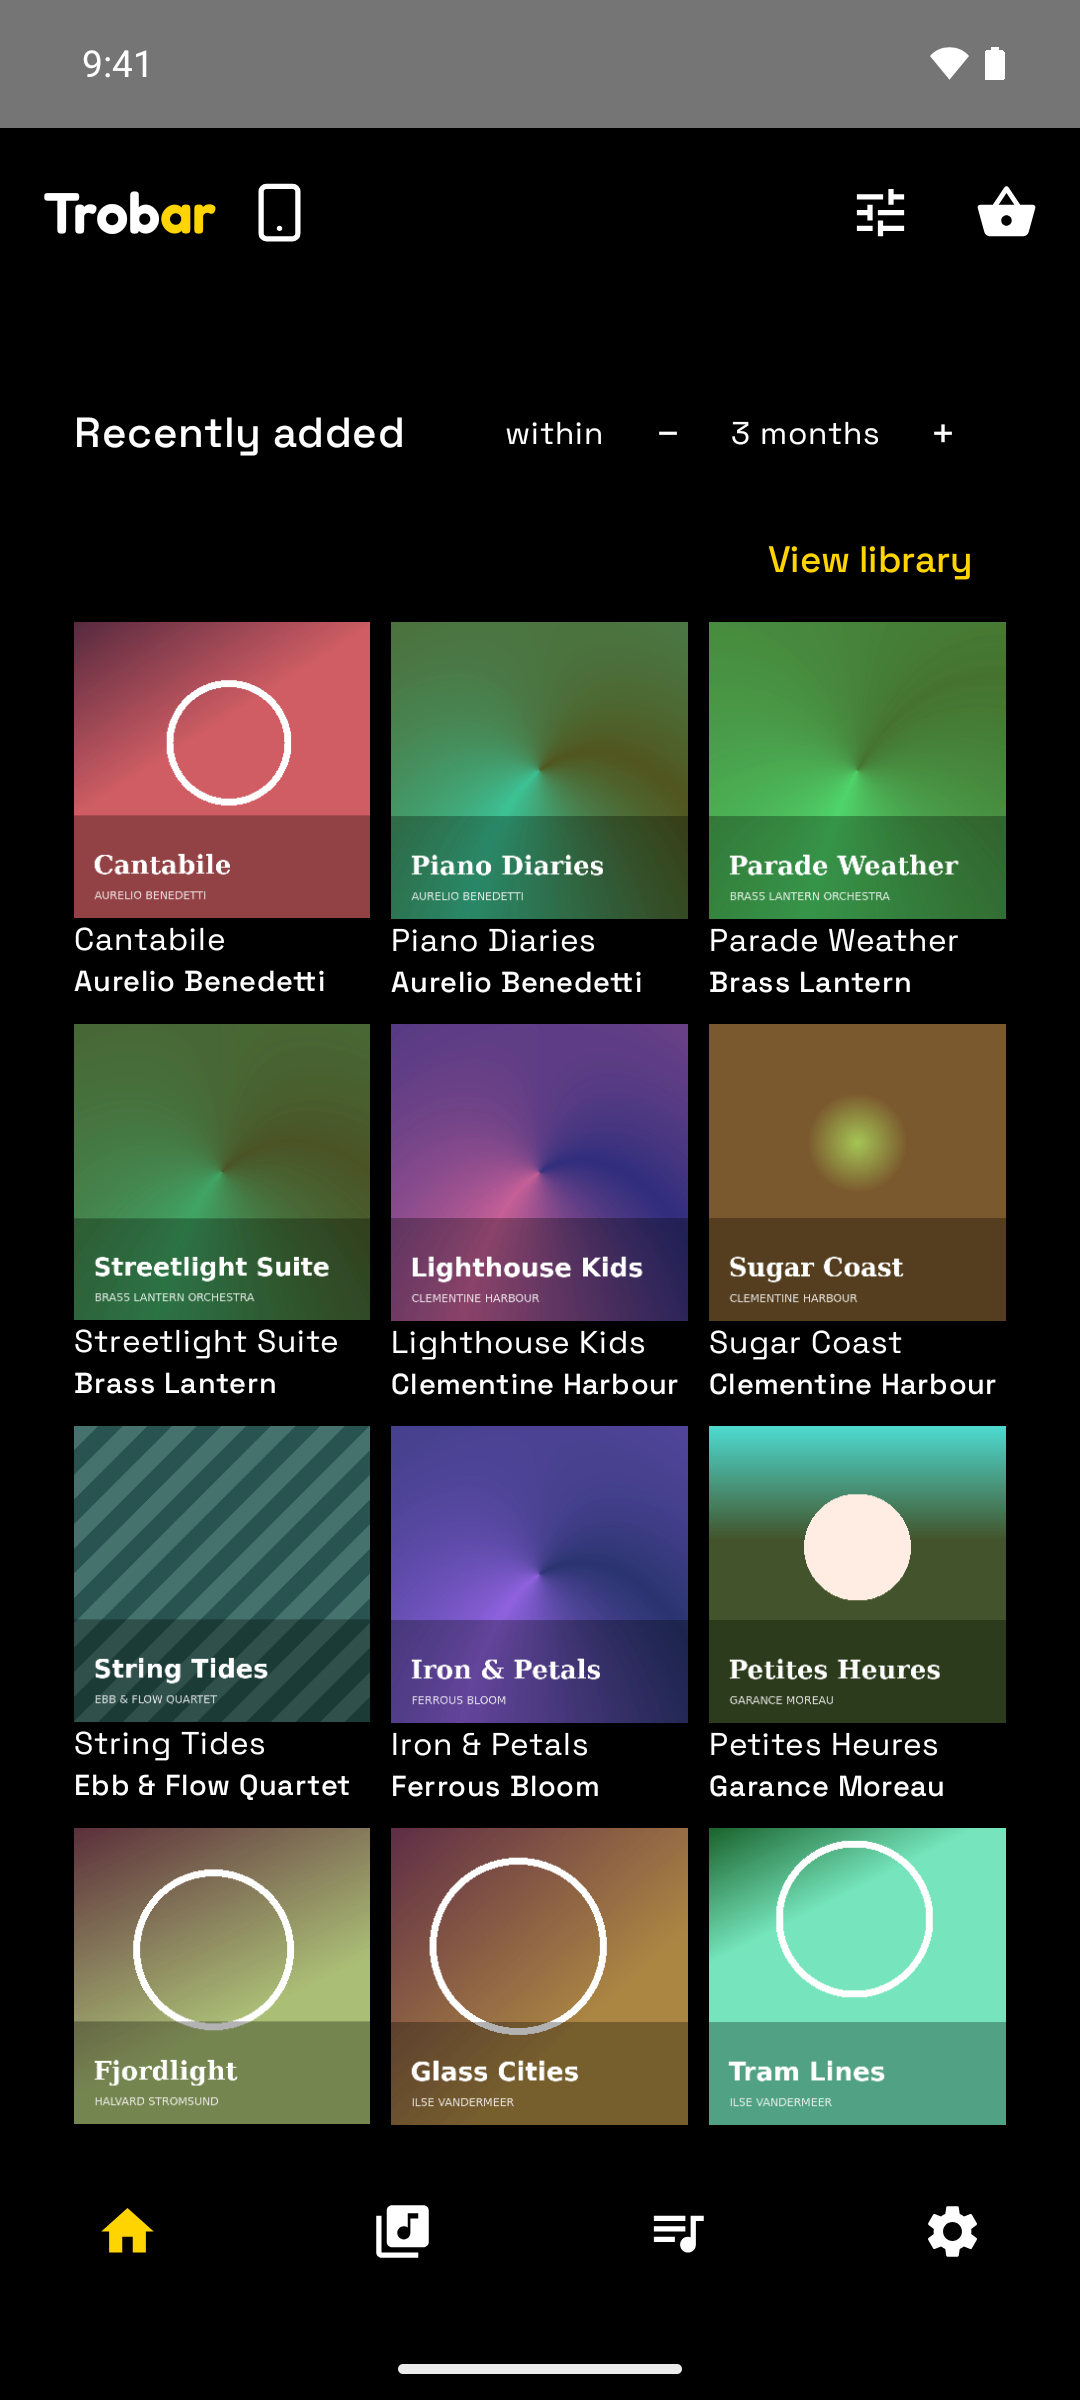 9:41
Trobar
Recently added within − 3 months +
View library
Cantabile
AURELIO BENEDETTI
Piano Diaries
AURELIO BENEDETTI
Parade Weather
BRASS LANTERN ORCHESTRA
Cantabile
Aurelio Benedetti
Piano Diaries
Aurelio Benedetti
Parade Weather
Brass Lantern
Streetlight Suite
BRASS LANTERN ORCHESTRA
Lighthouse Kids
CLEMENTINE HARBOUR
Sugar Coast
CLEMENTINE HARBOUR
Streetlight Suite
Brass Lantern
Lighthouse Kids
Clementine Harbour
Sugar Coast
Clementine Harbour
String Tides
EBB & FLOW QUARTET
Iron & Petals
FERROUS BLOOM
Petites Heures
GARANCE MOREAU
String Tides
Ebb & Flow Quartet
Iron & Petals
Ferrous Bloom
Petites Heures
Garance Moreau
Fjordlight
HALVARD STROMSUND
Glass Cities
ILSE VANDERMEER
Tram Lines
ILSE VANDERMEER